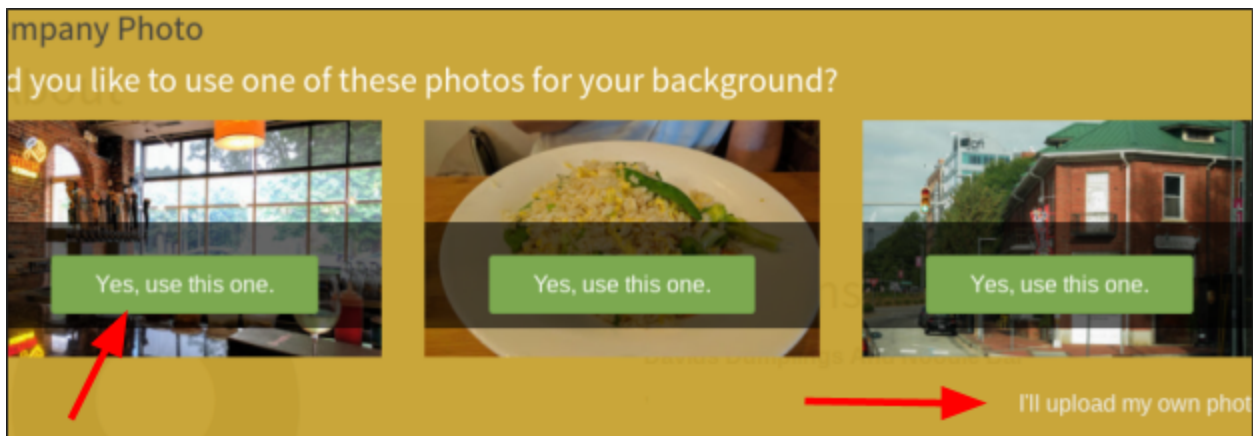 mpany Photo
d you like to use one of these photos for your background?
Yes, use this one.
Yes, use this one.
Yes, use this one.
I'll upload my own phot